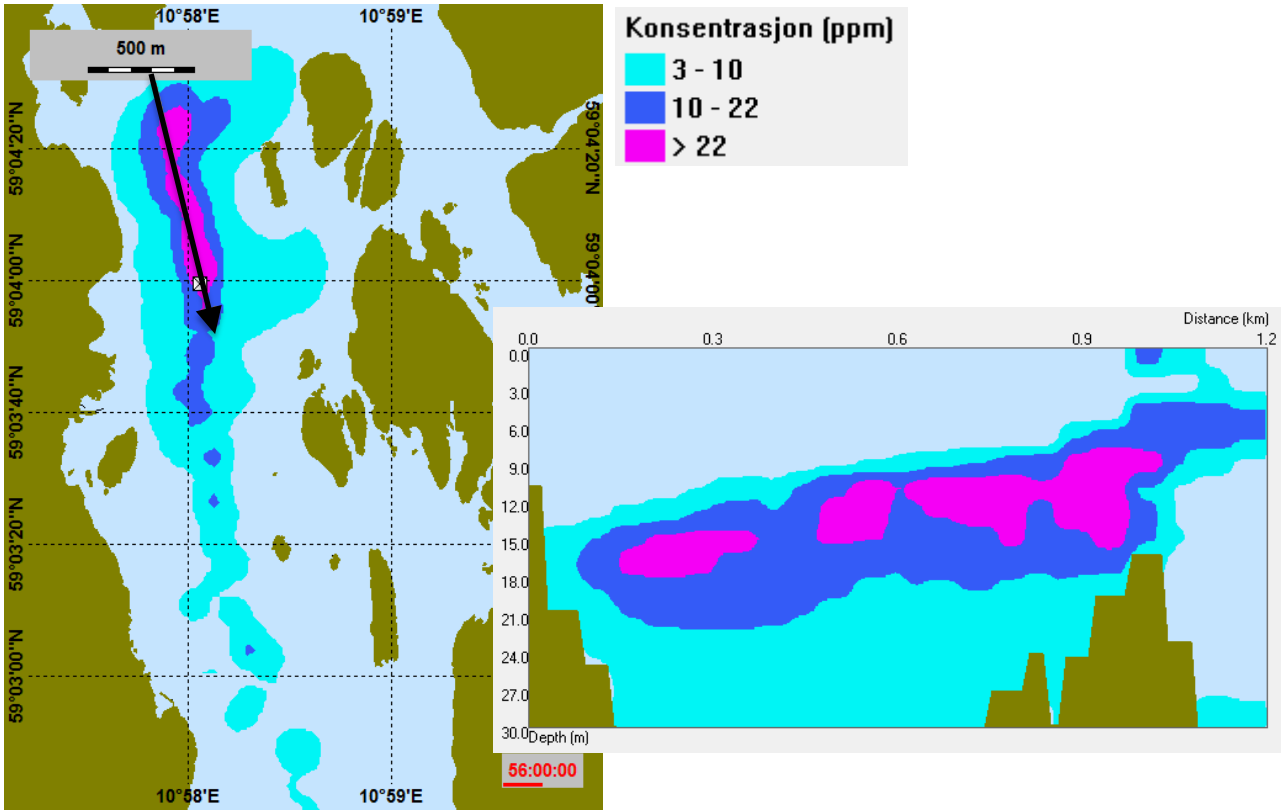 10°58'E 10°59'E
500 m
59°04'20"N
59°04'20"N
59°04'00"N
59°04'00"
59°03'40"N
59°03'20"N
59°03'00"N
10°58'E 10°59'E
56:00:00
Konsentrasjon (ppm)
3 - 10
10 - 22
> 22
Distance (km)
0.0 0.3 0.6 0.9 1.2
0.0
3.0
6.0
9.0
12.0
15.0
18.0
21.0
24.0
27.0
30.0
Depth (m)